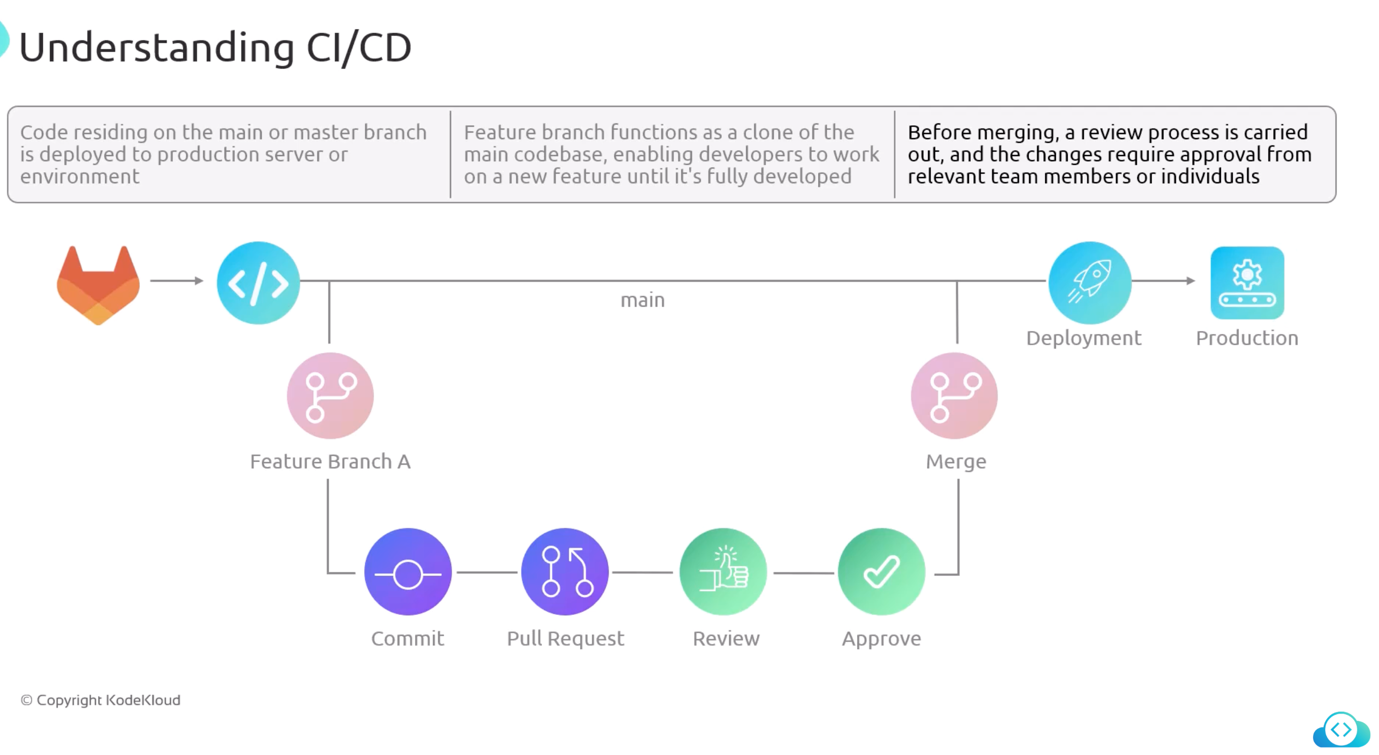 Understanding CI/CD
Code residing on the main or master branch
is deployed to production server or
environment
Feature branch functions as a clone of the
main codebase, enabling developers to work
on a new feature until it's fully developed
Before merging, a review process is carried
out, and the changes require approval from
relevant team members or individuals
main
Deployment
Production
Feature Branch A
Merge
Commit
Pull Request
Review
Approve
© Copyright KodeKloud